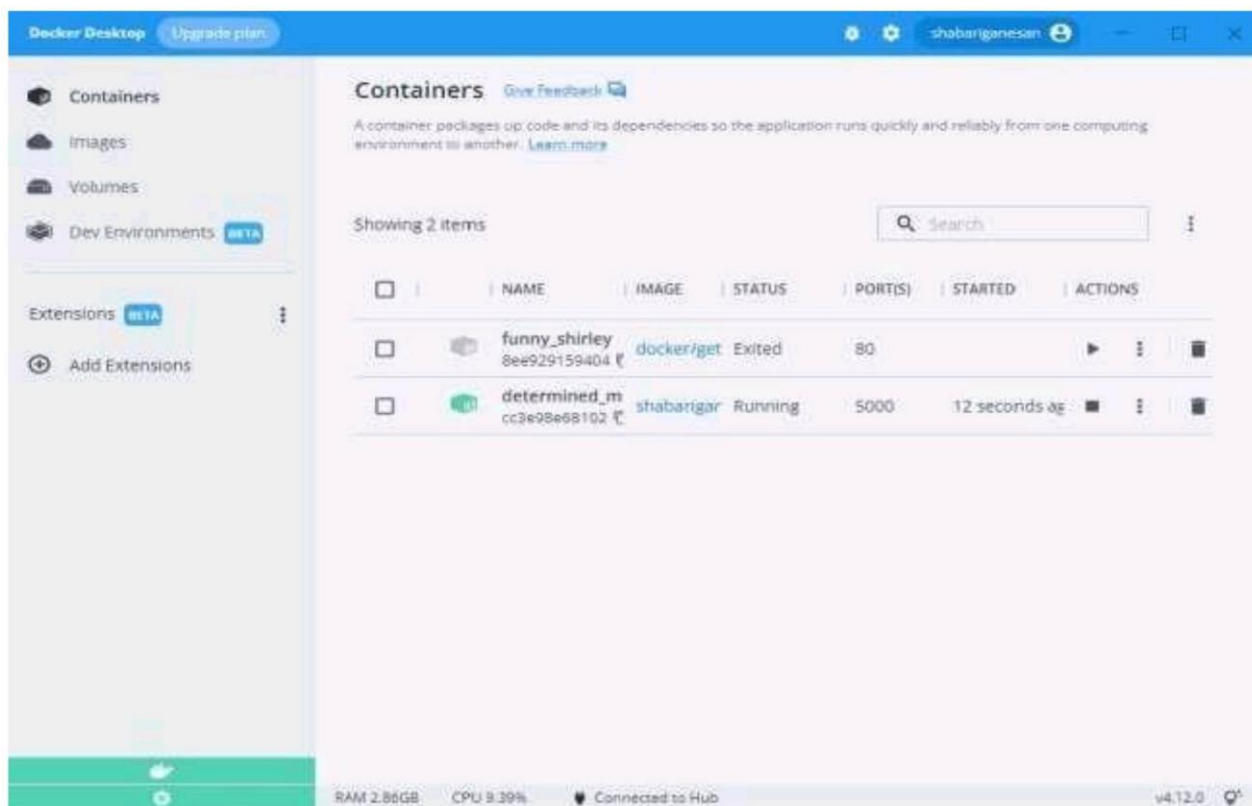 Docker Desktop Upgrade plan shabariganesan
Containers
Images
Volumes
Dev Environments BETA
Extensions BETA
Add Extensions
Containers Give Feedback
A container packages up code and its dependencies so the application runs quickly and reliably from one computing
environment to another. Learn more
Showing 2 items Search
NAME IMAGE STATUS PORT(S) STARTED ACTIONS
funny_shirley docker/get Exited 80
8ee929159404
determined_m shabarigar Running 5000 12 seconds ag
cc3e98e68102
RAM 2.86GB CPU 9.39% Connected to Hub v4.12.0